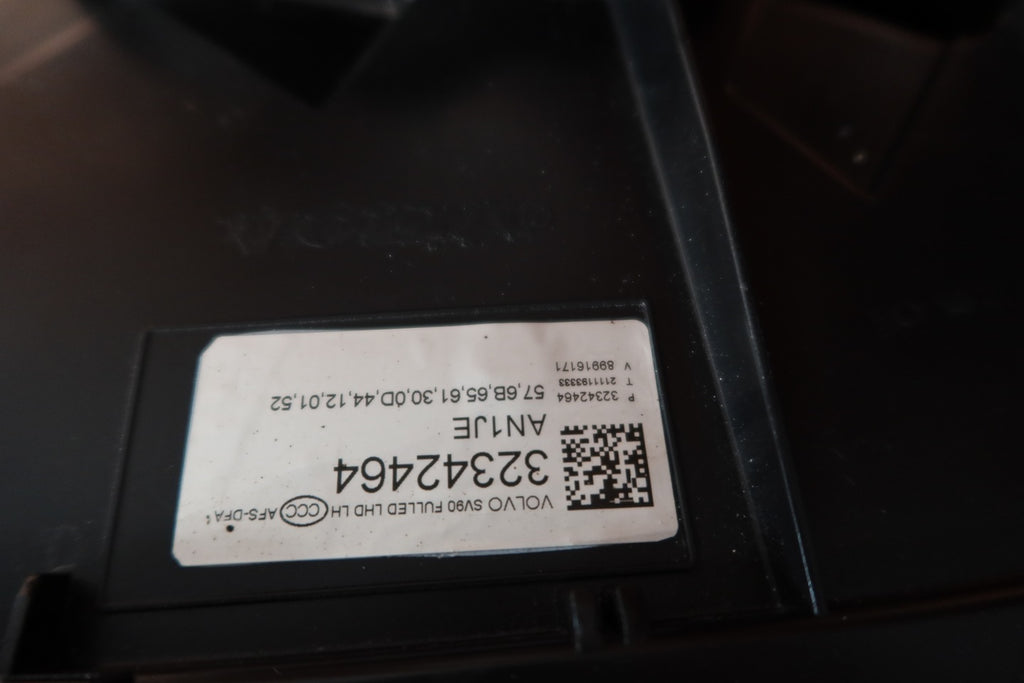 VOLVO SV90 FULLED LHD LH CCC AFS-DFA
32342464
AN1JE
57,6B,65,61,30,0D,44,12,01,52
P 32342464
T 2111193333
V 89916171